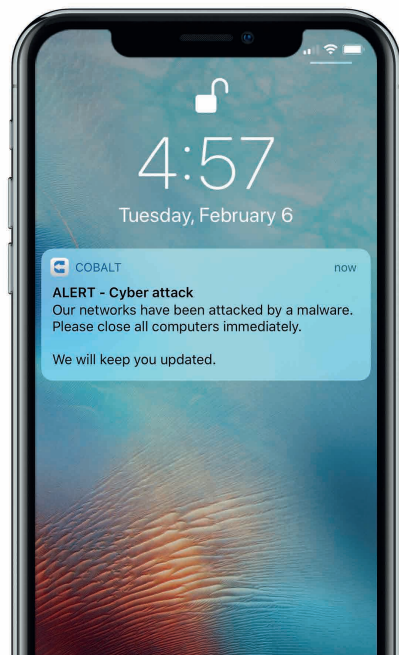 4:57
Tuesday, February 6
COBALT now
ALERT - Cyber attack
Our networks have been attacked by a malware.
Please close all computers immediately.
We will keep you updated.